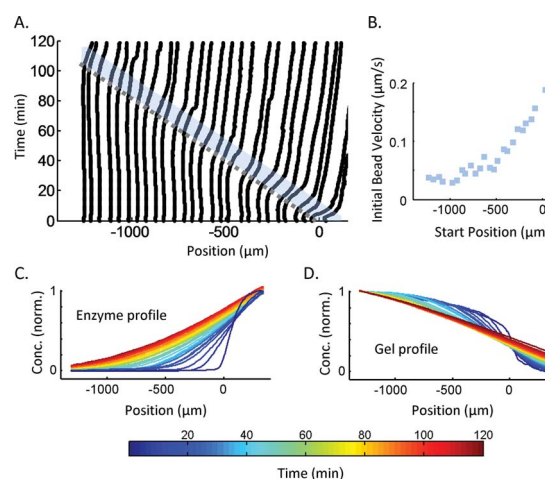 A.
120
100
80
60
40
20
0
Time (min)
-1000
-500
0
Position (µm)
B.
0.2
0.1
0
Initial Bead Velocity (µm/s)
-1000
-500
0
Start Position (µm)
C.
1
0
Conc. (norm.)
Enzyme profile
-1000
-500
0
Position (µm)
D.
1
0
Conc. (norm.)
Gel profile
-1000
-500
0
Position (µm)
20
40
60
80
100
120
Time (min)